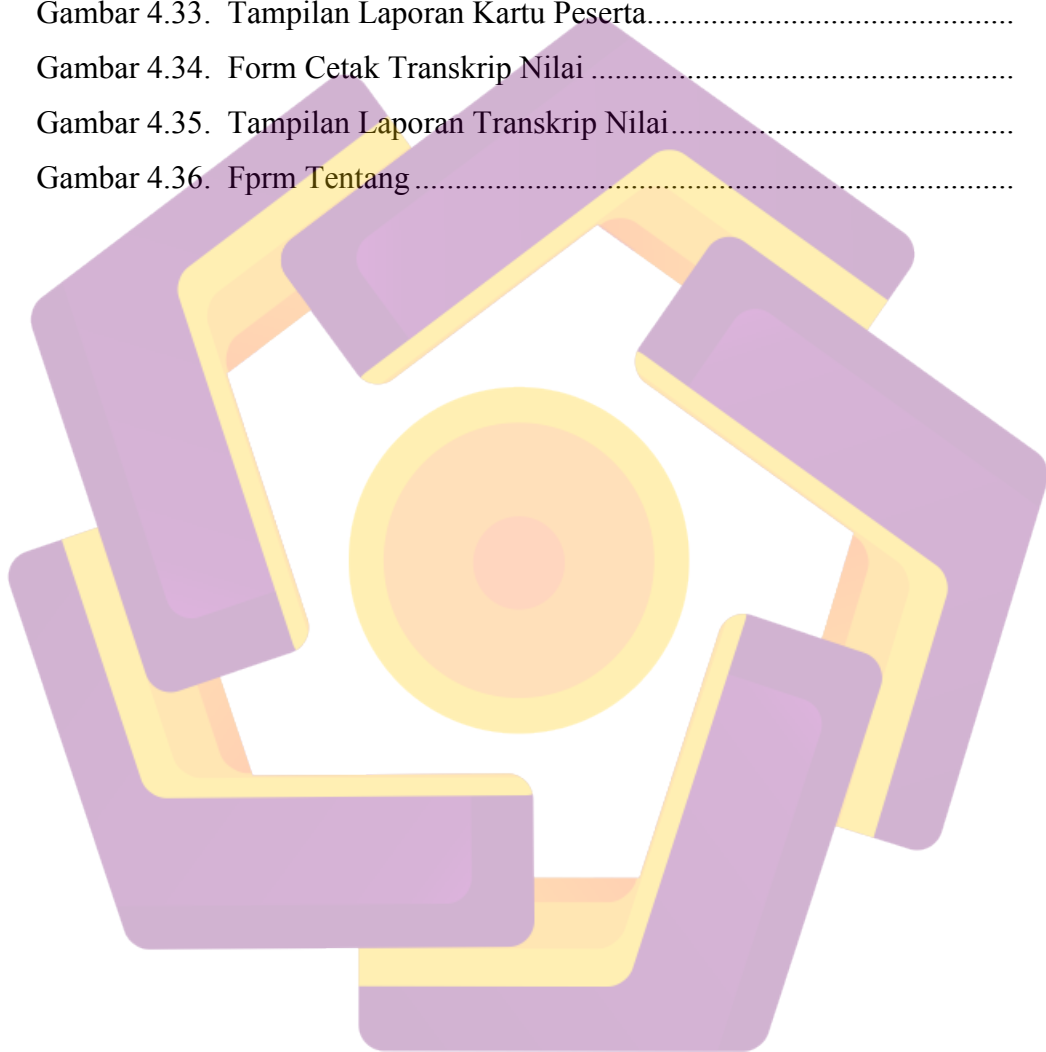 Gambar 4.33. Tampilan Laporan Kartu Peserta................................................
Gambar 4.34. Form Cetak Transkrip Nilai .......................................................
Gambar 4.35. Tampilan Laporan Transkrip Nilai.............................................
Gambar 4.36. Fprm Tentang ..............................................................................